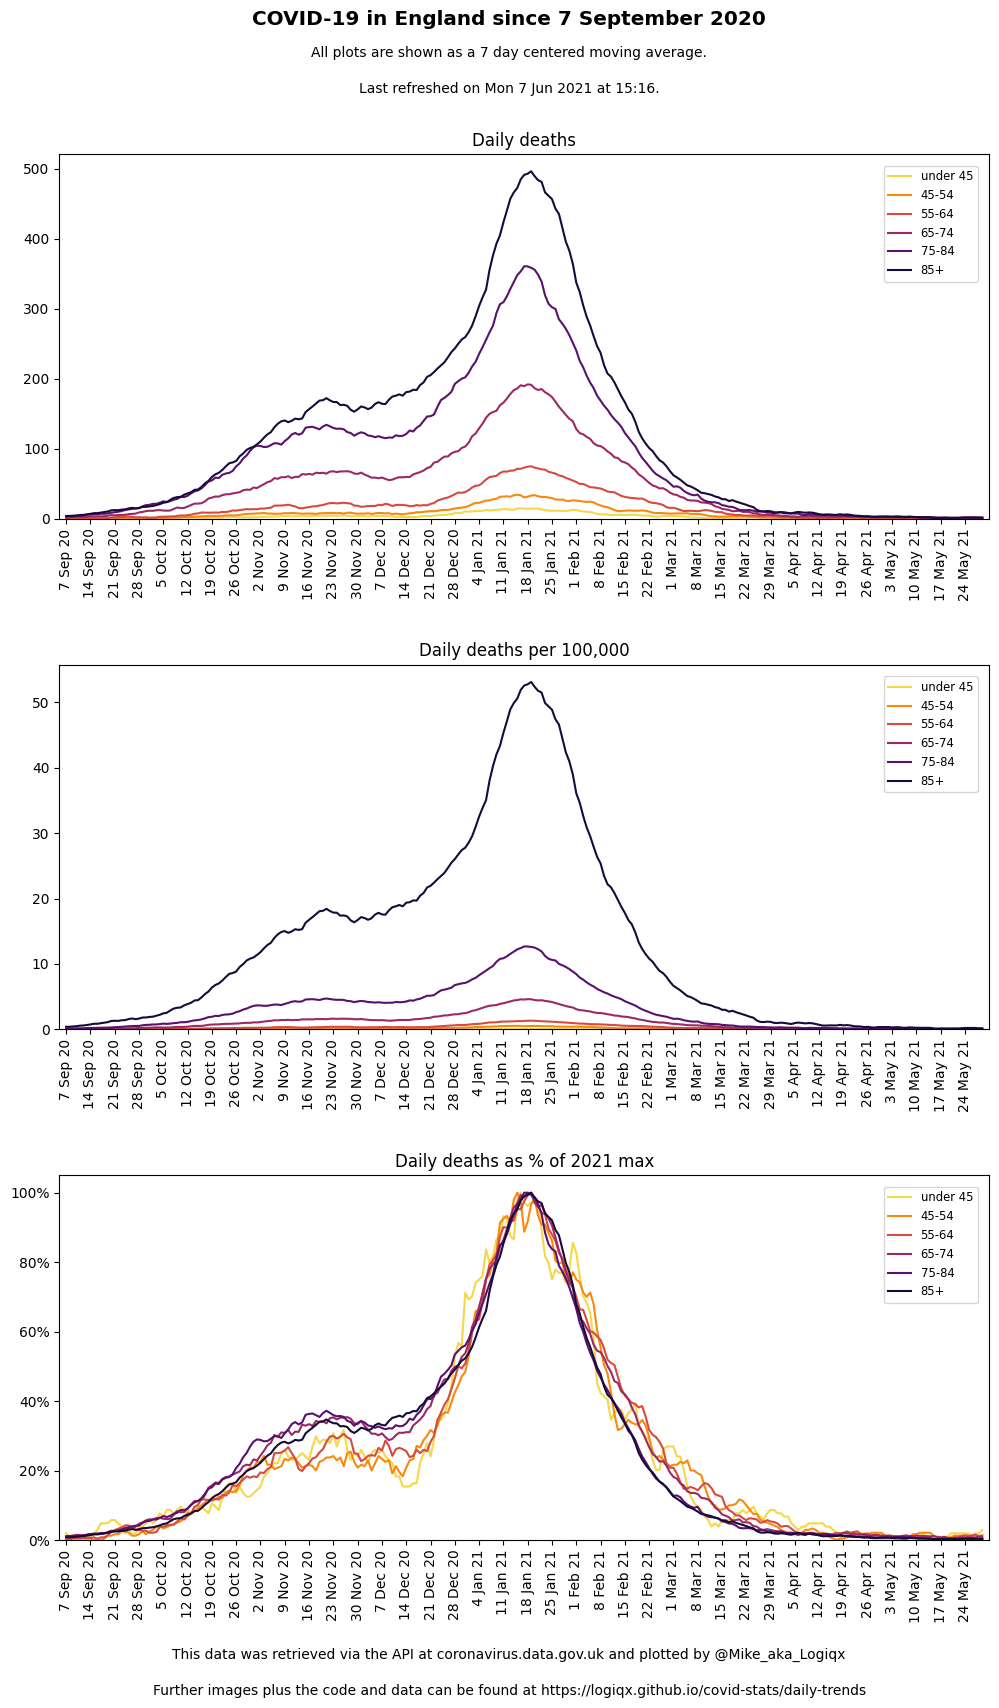 COVID-19 in England since 7 September 2020
All plots are shown as a 7 day centered moving average.
Last refreshed on Mon 7 Jun 2021 at 15:16.
Daily deaths
500
400
300
200
100
0
under 45
45-54
55-64
65-74
75-84
85+
7 Sep 20
14 Sep 20
21 Sep 20
28 Sep 20
5 Oct 20
12 Oct 20
19 Oct 20
26 Oct 20
2 Nov 20
9 Nov 20
16 Nov 20
23 Nov 20
30 Nov 20
7 Dec 20
14 Dec 20
21 Dec 20
28 Dec 20
4 Jan 21
11 Jan 21
18 Jan 21
25 Jan 21
1 Feb 21
8 Feb 21
15 Feb 21
22 Feb 21
1 Mar 21
8 Mar 21
15 Mar 21
22 Mar 21
29 Mar 21
5 Apr 21
12 Apr 21
19 Apr 21
26 Apr 21
3 May 21
10 May 21
17 May 21
24 May 21
Daily deaths per 100,000
50
40
30
20
10
0
under 45
45-54
55-64
65-74
75-84
85+
7 Sep 20
14 Sep 20
21 Sep 20
28 Sep 20
5 Oct 20
12 Oct 20
19 Oct 20
26 Oct 20
2 Nov 20
9 Nov 20
16 Nov 20
23 Nov 20
30 Nov 20
7 Dec 20
14 Dec 20
21 Dec 20
28 Dec 20
4 Jan 21
11 Jan 21
18 Jan 21
25 Jan 21
1 Feb 21
8 Feb 21
15 Feb 21
22 Feb 21
1 Mar 21
8 Mar 21
15 Mar 21
22 Mar 21
29 Mar 21
5 Apr 21
12 Apr 21
19 Apr 21
26 Apr 21
3 May 21
10 May 21
17 May 21
24 May 21
Daily deaths as % of 2021 max
100%
80%
60%
40%
20%
0%
under 45
45-54
55-64
65-74
75-84
85+
7 Sep 20
14 Sep 20
21 Sep 20
28 Sep 20
5 Oct 20
12 Oct 20
19 Oct 20
26 Oct 20
2 Nov 20
9 Nov 20
16 Nov 20
23 Nov 20
30 Nov 20
7 Dec 20
14 Dec 20
21 Dec 20
28 Dec 20
4 Jan 21
11 Jan 21
18 Jan 21
25 Jan 21
1 Feb 21
8 Feb 21
15 Feb 21
22 Feb 21
1 Mar 21
8 Mar 21
15 Mar 21
22 Mar 21
29 Mar 21
5 Apr 21
12 Apr 21
19 Apr 21
26 Apr 21
3 May 21
10 May 21
17 May 21
24 May 21
This data was retrieved via the API at coronavirus.data.gov.uk and plotted by @Mike_aka_Logiqx
Further images plus the code and data can be found at https://logiqx.github.io/covid-stats/daily-trends